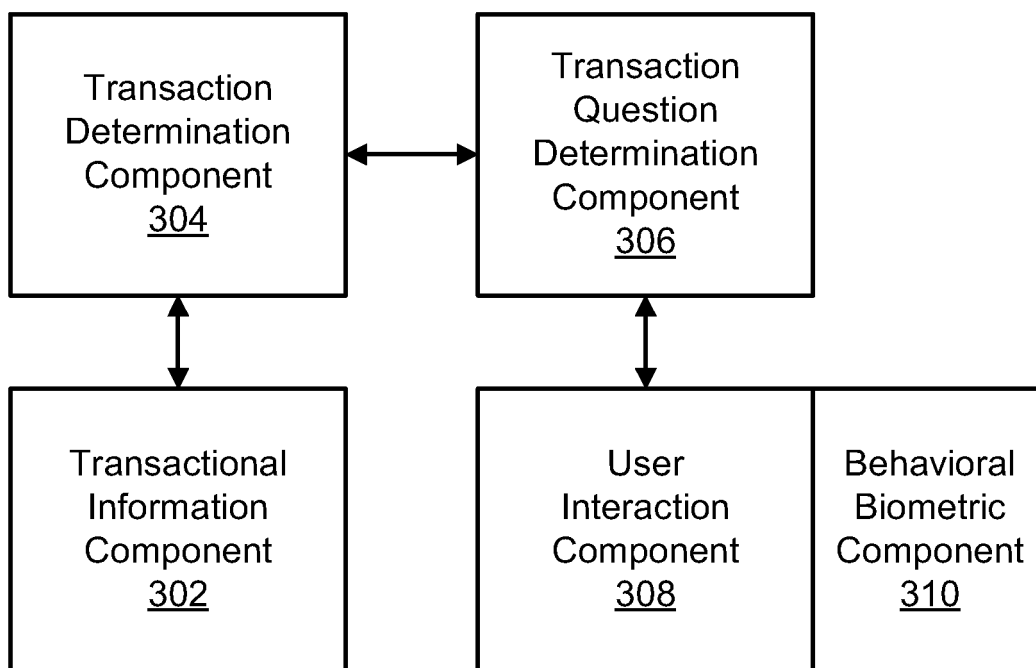 Transaction
Determination
Component
304
Transaction
Question
Determination
Component
306
Transactional
Information
Component
302
User
Interaction
Component
308
Behavioral
Biometric
Component
310